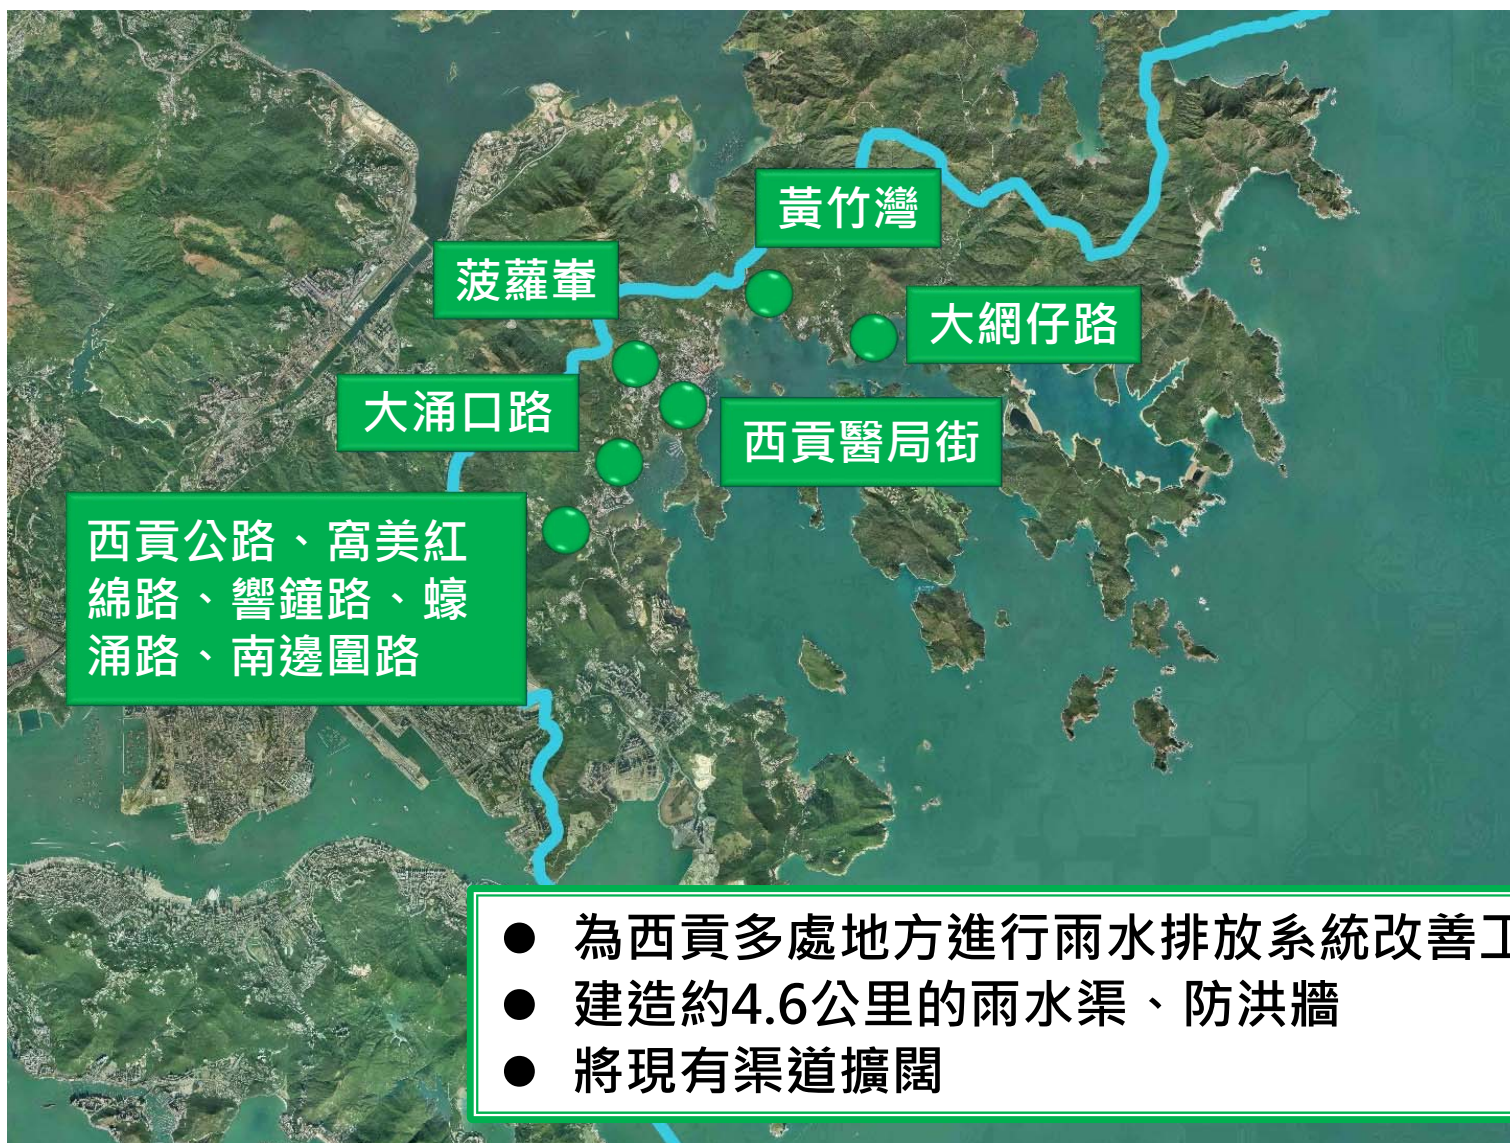 黃竹灣
菠蘿輋
大網仔路
大涌口路
西貢醫局街
西貢公路、窩美紅
綿路、響鐘路、蠔
涌路、南邊圍路
● 為西貢多處地方進行雨水排放系統改善工
● 建造約4.6公里的雨水渠、防洪牆
● 將現有渠道擴闊